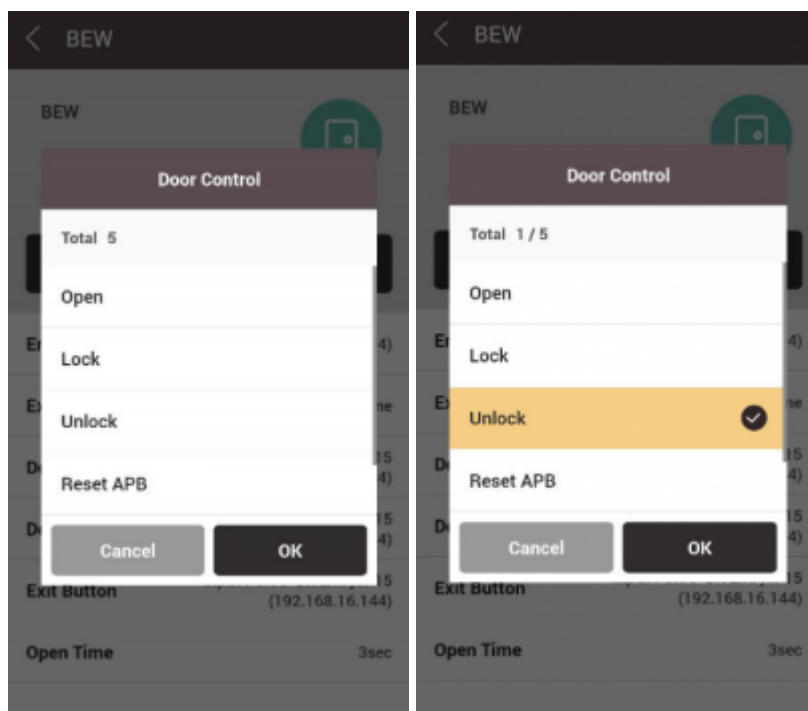 BEW
BEW
Door Control
Total 5
Open
Lock
Unlock
Reset APB
Cancel
OK
Exit Button
(192.168.16.144)
Open Time
3sec
BEW
BEW
Door Control
Total 1 / 5
Open
Lock
Unlock
Reset APB
Cancel
OK
Exit Button
(192.168.16.144)
Open Time
3sec